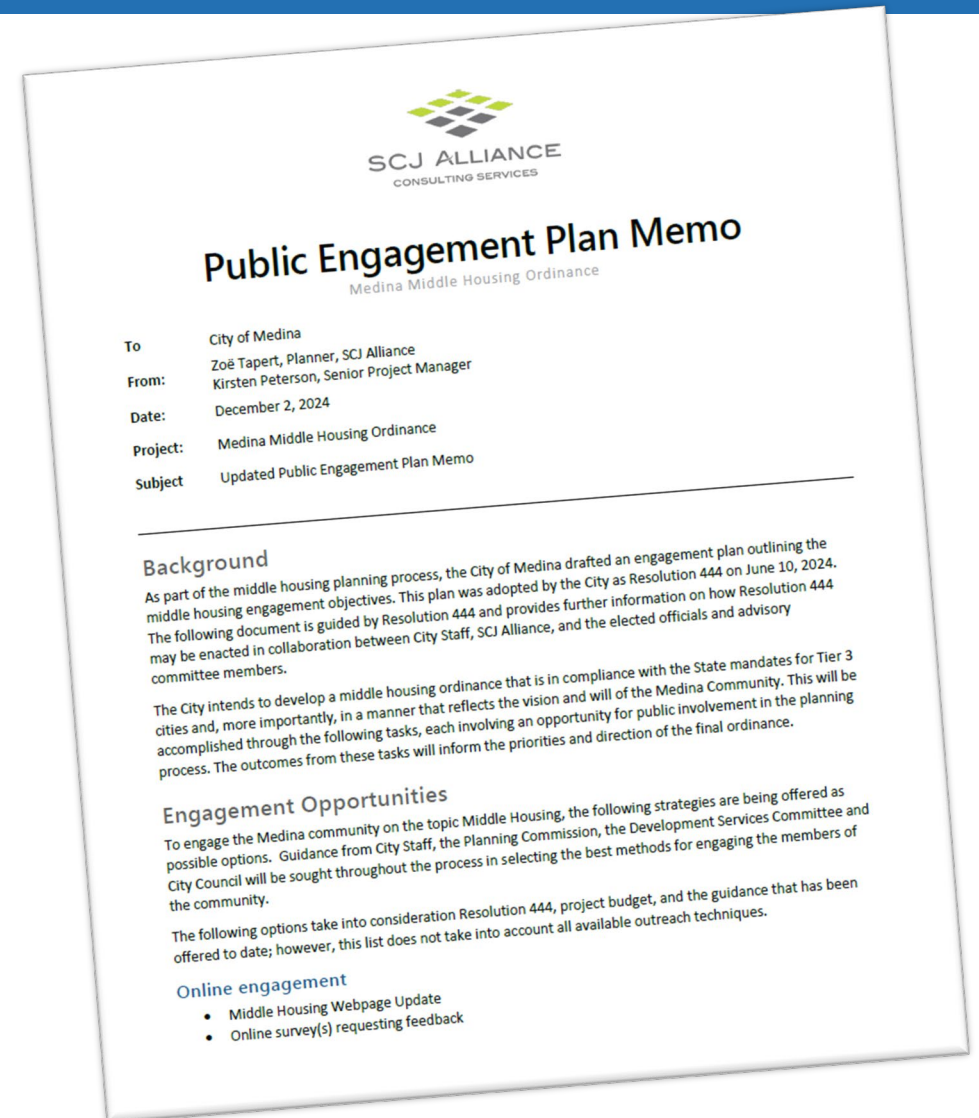 SCJ ALLIANCE
CONSULTING SERVICES
Public Engagement Plan Memo
Medina Middle Housing Ordinance
To City of Medina
From: Zoë Tapert, Planner, SCJ Alliance
Kirsten Peterson, Senior Project Manager
Date: December 2, 2024
Project: Medina Middle Housing Ordinance
Subject Updated Public Engagement Plan Memo
Background
As part of the middle housing planning process, the City of Medina drafted an engagement plan outlining the
middle housing engagement objectives. This plan was adopted by the City as Resolution 444 on June 10, 2024.
The following document is guided by Resolution 444 and provides further information on how Resolution 444
may be enacted in collaboration between City Staff, SCJ Alliance, and the elected officials and advisory
committee members.
The City intends to develop a middle housing ordinance that is in compliance with the State mandates for Tier 3
cities and, more importantly, in a manner that reflects the vision and will of the Medina Community. This will be
accomplished through the following tasks, each involving an opportunity for public involvement in the planning
process. The outcomes from these tasks will inform the priorities and direction of the final ordinance.
Engagement Opportunities
To engage the Medina community on the topic Middle Housing, the following strategies are being offered as
possible options. Guidance from City Staff, the Planning Commission, the Development Services Committee and
City Council will be sought throughout the process in selecting the best methods for engaging the members of
the community.
The following options take into consideration Resolution 444, project budget, and the guidance that has been
offered to date; however, this list does not take into account all available outreach techniques.
Online engagement
• Middle Housing Webpage Update
• Online survey(s) requesting feedback